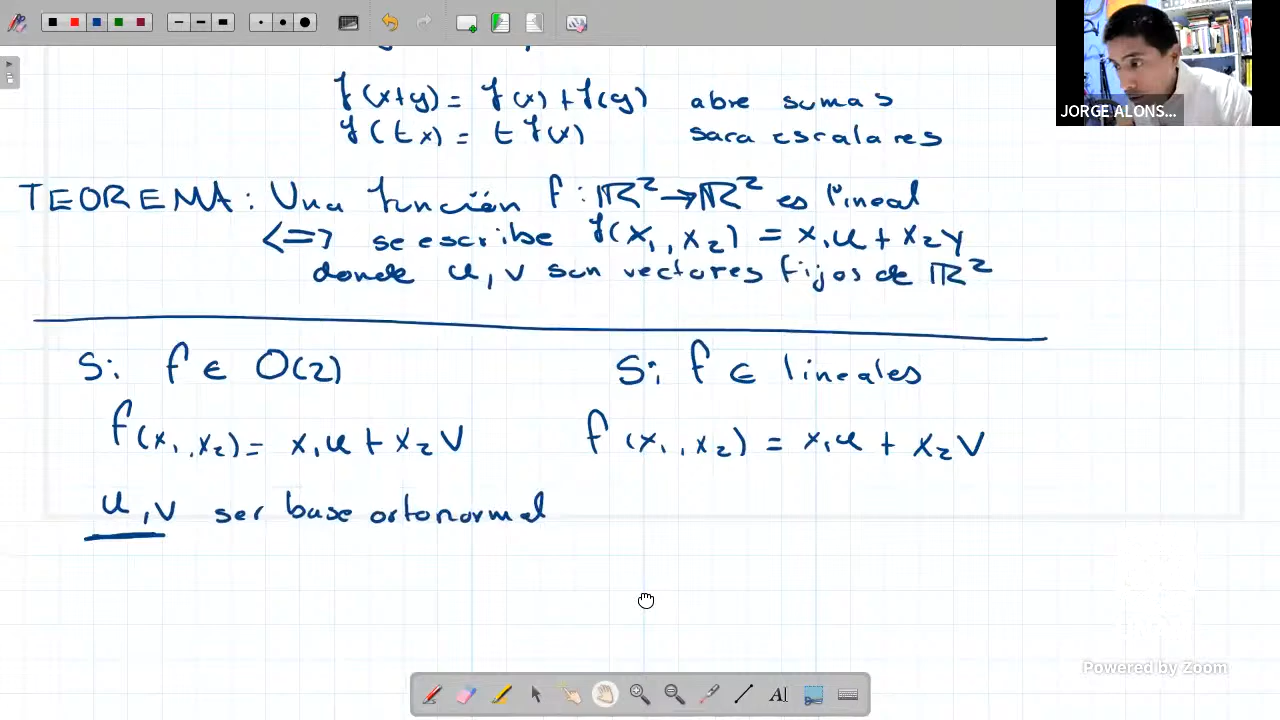 f(x+y) = f(x) + f(y) abre sumas
f(tx) = t f(x) saca escalares
JORGE ALONS...
TEOREMA: Una función f: ℝ² → ℝ² es lineal
<=> se escribe f(x₁, x₂) = x₁u + x₂v
donde u, v son vectores fijos de ℝ²
Si f ∈ O(2)
f(x₁, x₂) = x₁u + x₂v
u, v ser base ortonormal
Si f ∈ lineales
f(x₁, x₂) = x₁u + x₂v
Powered by Zoom
AI